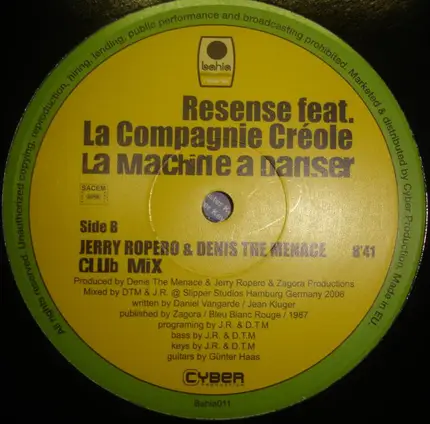 All rights reserved. Unauthorized copying, reproduction, hiring, lending, public performance and broadcasting prohibited. Marketed & distributed by Cyber Production. Made in EU.
bahia
Resense feat.
La Compagnie Créole
La Machine a Danser
SACEM
Side B
JERRY ROPERO & DENIS THE MENACE 8'41
CLUb MiX
Produced by Denis The Menace & Jerry Ropero & Zagora Productions
Mixed by DTM & J.R. @ Slipper Studios Hamburg Germany 2006
written by Daniel Vangarde / Jean Kluger
published by Zagora / Bleu Blanc Rouge / 1987
programing by J.R. & D.T.M
bass by J.R. & D.T.M
keys by J.R. & D.T.M
guitars by Günter Haas
CYBER
PRODUCTION
Bahia011